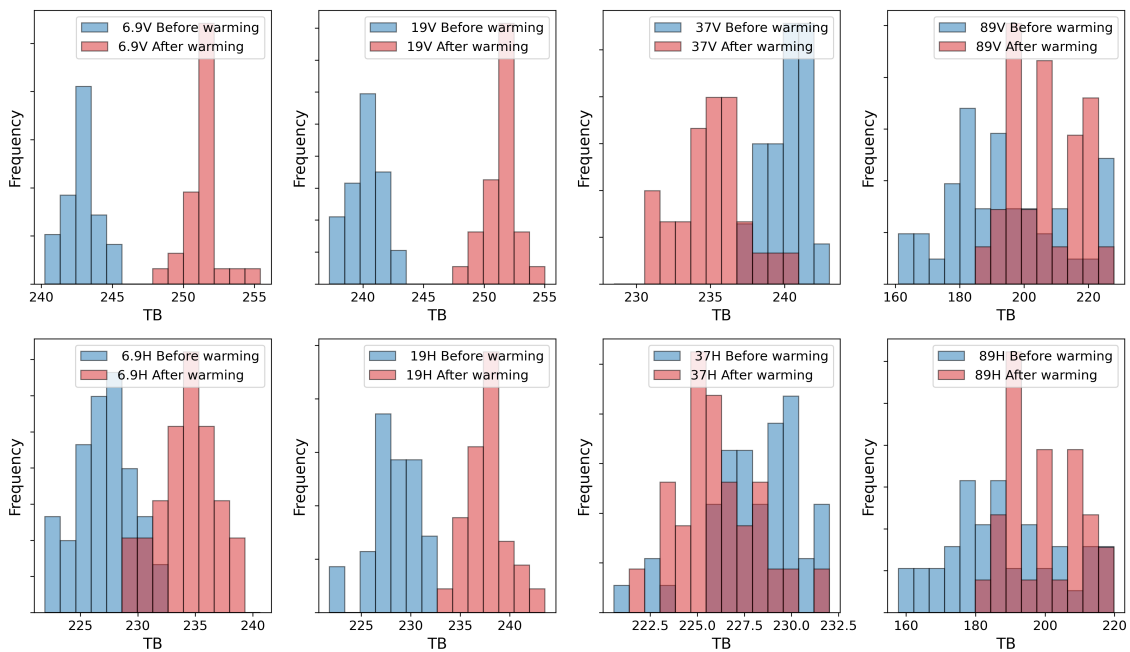 6.9V Before warming
6.9V After warming
Frequency
240 245 250 255
TB
19V Before warming
19V After warming
Frequency
240 245 250 255
TB
37V Before warming
37V After warming
Frequency
230 235 240
TB
89V Before warming
89V After warming
Frequency
160 180 200 220
TB
6.9H Before warming
6.9H After warming
Frequency
225 230 235 240
TB
19H Before warming
19H After warming
Frequency
225 230 235 240
TB
37H Before warming
37H After warming
Frequency
222.5 225.0 227.5 230.0 232.5
TB
89H Before warming
89H After warming
Frequency
160 180 200 220
TB